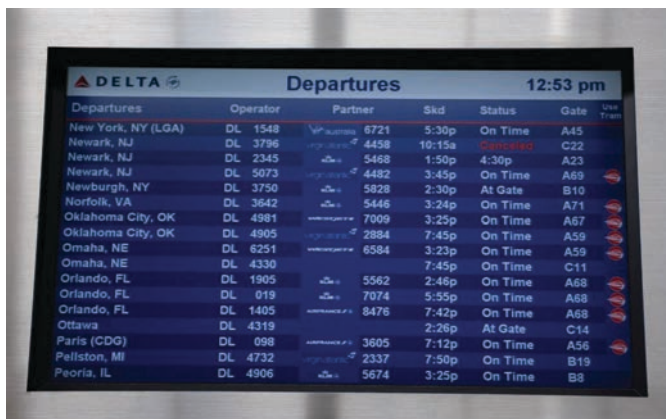 DELTA Departures 12:53 pm
Departures Operator Partner Skd Status Gate Use Tram
New York, NY (LGA) DL 1548 6721 5:30p On Time A45
Newark, NJ DL 3796 4458 10:15a Canceled C22
Newark, NJ DL 2345 KLM 5468 1:50p 4:30p A23
Newark, NJ DL 5073 4482 3:45p On Time A69
Newburgh, NY DL 3750 KLM 5828 2:30p At Gate B10
Norfolk, VA DL 3642 KLM 5446 3:24p On Time A71
Oklahoma City, OK DL 4981 7009 3:25p On Time A67
Oklahoma City, OK DL 4905 2884 7:45p On Time A59
Omaha, NE DL 6251 6584 3:23p On Time A59
Omaha, NE DL 4330 7:45p On Time C11
Orlando, FL DL 1905 KLM 5562 2:46p On Time A68
Orlando, FL DL 019 KLM 7074 5:55p On Time A68
Orlando, FL DL 1405 AIRFRANCE 8476 7:42p On Time A68
Ottawa DL 4319 2:26p At Gate C14
Paris (CDG) DL 098 AIRFRANCE 3605 7:12p On Time A56
Pellston, MI DL 4732 2337 7:50p On Time B19
Peoria, IL DL 4906 KLM 5674 3:25p On Time B8